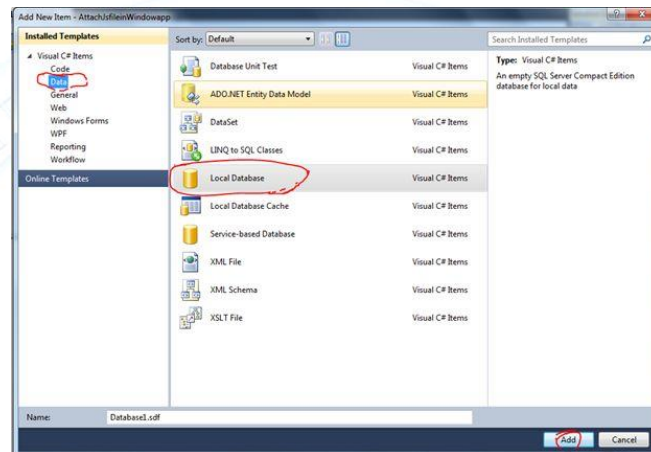 Add New Item - AttachJsfileinWindowapp
Installed Templates
Visual C# Items
Code
Data
General
Web
Windows Forms
WPF
Reporting
Workflow
Online Templates
Sort by: Default
Database Unit Test Visual C# Items
ADO.NET Entity Data Model Visual C# Items
DataSet Visual C# Items
LINQ to SQL Classes Visual C# Items
Local Database Visual C# Items
Local Database Cache Visual C# Items
Service-based Database Visual C# Items
XML File Visual C# Items
XML Schema Visual C# Items
XSLT File Visual C# Items
Search Installed Templates
Type: Visual C# Items
An empty SQL Server Compact Edition
database for local data
Name: Database1.sdf
Add Cancel